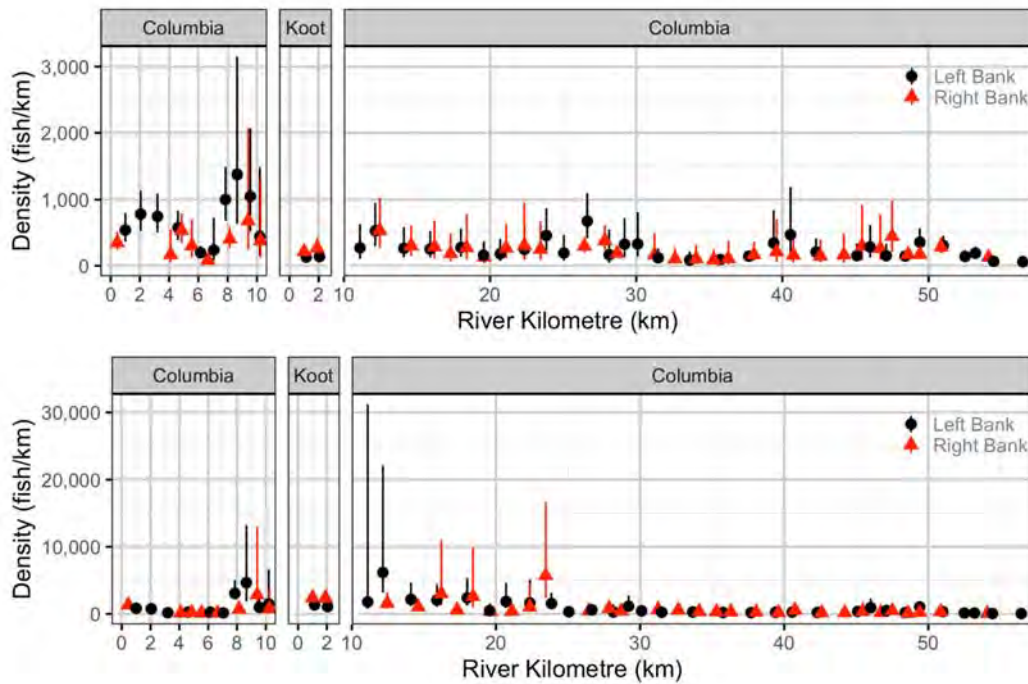 Columbia Koot Columbia
3,000
2,000
1,000
0
Density (fish/km)
Left Bank
Right Bank
0 2 4 6 8 10 0 2 10 20 30 40 50
River Kilometre (km)
Columbia Koot Columbia
30,000
20,000
10,000
0
Density (fish/km)
Left Bank
Right Bank
0 2 4 6 8 10 0 2 10 20 30 40 50
River Kilometre (km)